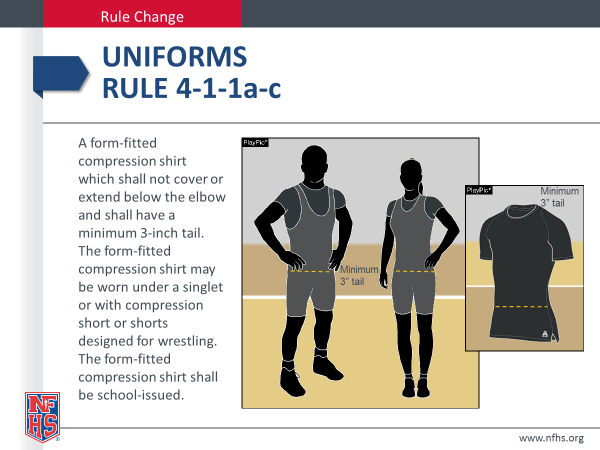 Rule Change
UNIFORMS
RULE 4-1-1a-c
A form-fitted
compression shirt
which shall not cover or
extend below the elbow
and shall have a
minimum 3-inch tail.
The form-fitted
compression shirt may
be worn under a singlet
or with compression
short or shorts
designed for wrestling.
The form-fitted
compression shirt shall
be school-issued.
PlayPic®
Minimum
3" tail
PlayPic®
Minimum
3" tail
NF
HS
®
www.nfhs.org